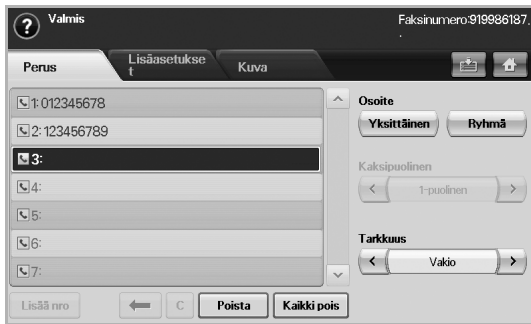 Valmis
Faksinumero:919986187.
.
Perus
Lisäasetukse
t
Kuva
1: 012345678
2: 123456789
3:
4:
5:
6:
7:
Osoite
Yksittäinen
Ryhmä
Kaksipuolinen
1-puolinen
Tarkkuus
Vakio
Lisää nro
C
Poista
Kaikki pois